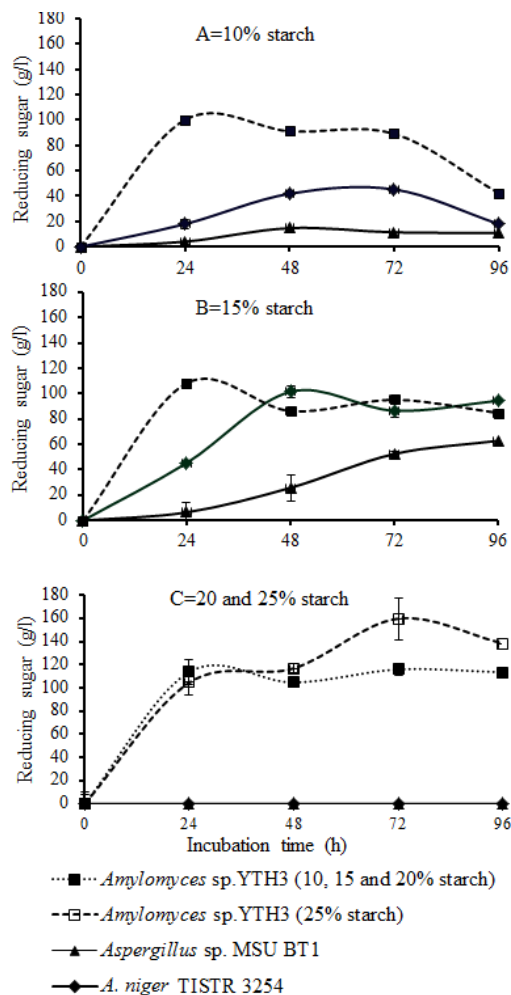 180
A=10% starch
160
140
120
100
80
60
40
20
0
Reducing sugar (g/l)
0 24 48 72 96
180
B=15% starch
160
140
120
100
80
60
40
20
0
Reducing sugar (g/l)
0 24 48 72 96
180
C=20 and 25% starch
160
140
120
100
80
60
40
20
0
Reducing sugar (g/l)
0 24 48 72 96
Incubation time (h)
Amylomyces sp.YTH3 (10, 15 and 20% starch)
Amylomyces sp.YTH3 (25% starch)
Aspergillus sp. MSU BT1
A. niger TISTR 3254